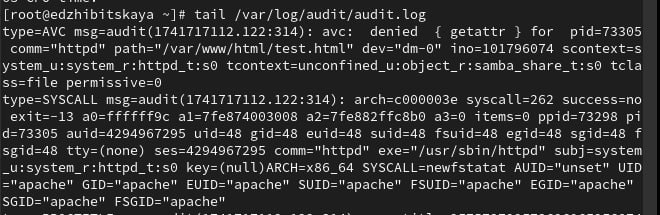 [root@edzhibitskaya ~]# tail /var/log/audit/audit.log
type=AVC msg=audit(1741717112.122:314): avc:  denied  { getattr } for  pid=73305
 comm="httpd" path="/var/www/html/test.html" dev="dm-0" ino=101796074 scontext=s
ystem_u:system_r:httpd_t:s0 tcontext=unconfined_u:object_r:samba_share_t:s0 tcla
ss=file permissive=0
type=SYSCALL msg=audit(1741717112.122:314): arch=c000003e syscall=262 success=no
 exit=-13 a0=ffffff9c a1=7fe874003008 a2=7fe882ffc8b0 a3=0 items=0 ppid=73298 pi
d=73305 auid=4294967295 uid=48 gid=48 euid=48 suid=48 fsuid=48 egid=48 sgid=48 f
sgid=48 tty=(none) ses=4294967295 comm="httpd" exe="/usr/sbin/httpd" subj=system
_u:system_r:httpd_t:s0 key=(null)ARCH=x86_64 SYSCALL=newfstatat AUID="unset" UID
="apache" GID="apache" EUID="apache" SUID="apache" FSUID="apache" EGID="apache" 
SGID="apache" FSGID="apache"